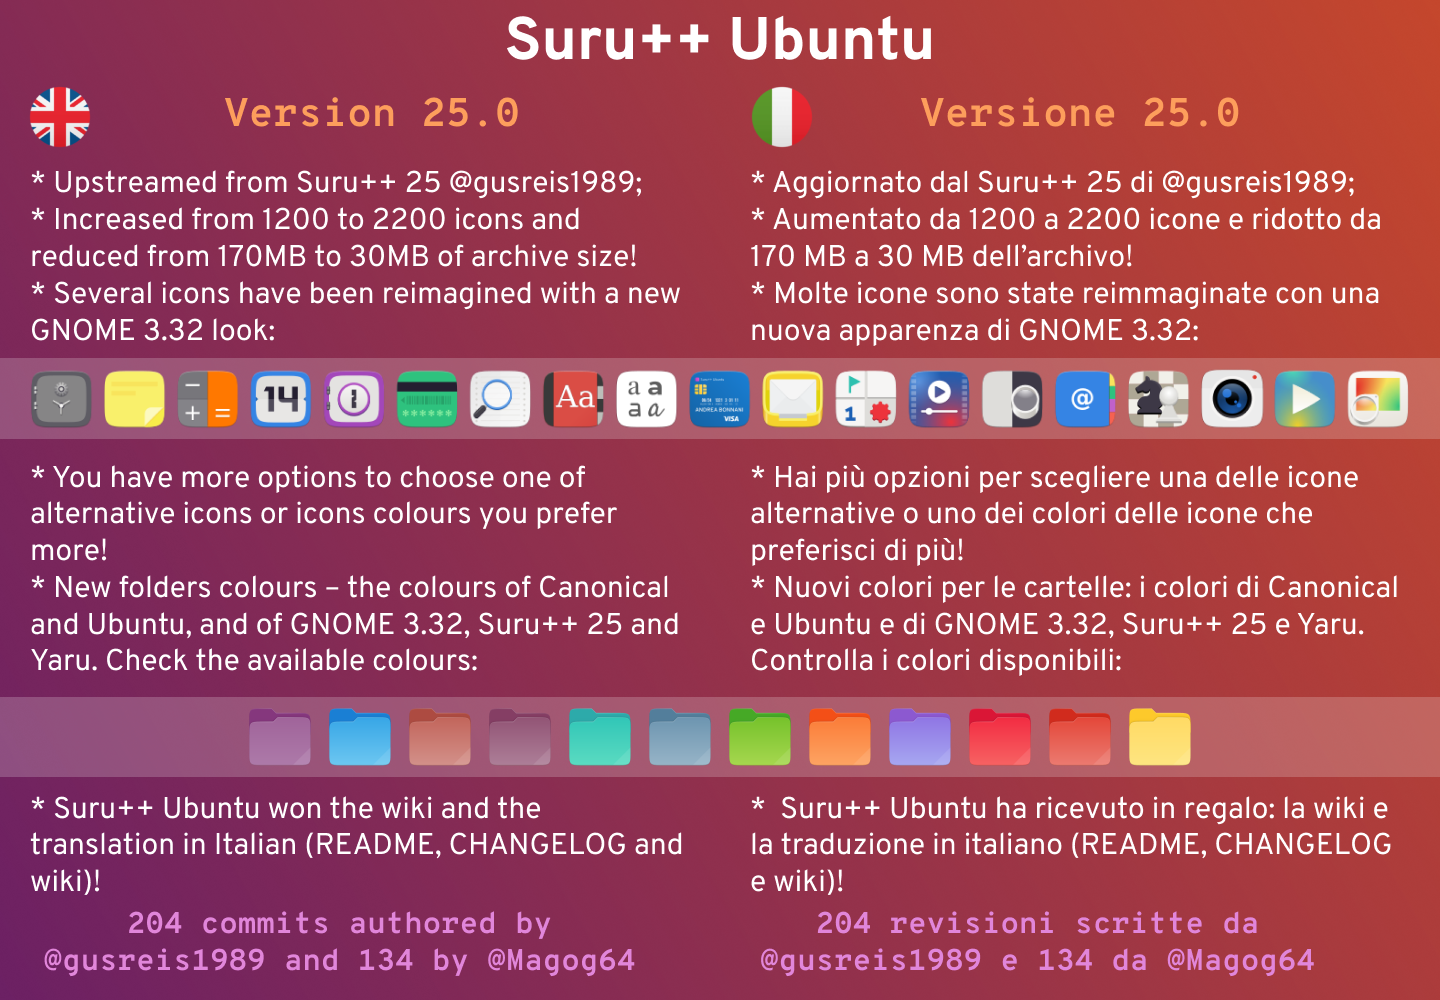 Suru++ Ubuntu
Version 25.0
* Upstreamed from Suru++ 25 @gusreis1989;
* Increased from 1200 to 2200 icons and
reduced from 170MB to 30MB of archive size!
* Several icons have been reimagined with a new
GNOME 3.32 look:
Versione 25.0
* Aggiornato dal Suru++ 25 di @gusreis1989;
* Aumentato da 1200 a 2200 icone e ridotto da
170 MB a 30 MB dell’archivo!
* Molte icone sono state reimmaginate con una
nuova apparenza di GNOME 3.32:
14
Aa
a a
a a
ANDREA BONNANI
VISA
1
@
* You have more options to choose one of
alternative icons or icons colours you prefer
more!
* New folders colours – the colours of Canonical
and Ubuntu, and of GNOME 3.32, Suru++ 25 and
Yaru. Check the available colours:
* Hai più opzioni per scegliere una delle icone
alternative o uno dei colori delle icone che
preferisci di più!
* Nuovi colori per le cartelle: i colori di Canonical
e Ubuntu e di GNOME 3.32, Suru++ 25 e Yaru.
Controlla i colori disponibili:
* Suru++ Ubuntu won the wiki and the
translation in Italian (README, CHANGELOG and
wiki)!
204 commits authored by
@gusreis1989 and 134 by @Magog64
* Suru++ Ubuntu ha ricevuto in regalo: la wiki e
la traduzione in italiano (README, CHANGELOG
e wiki)!
204 revisioni scritte da
@gusreis1989 e 134 da @Magog64